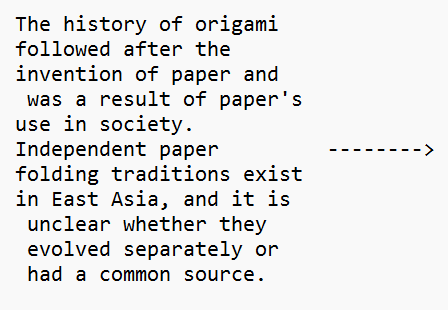 The history of origami
followed after the
invention of paper and
 was a result of paper's
use in society.
Independent paper         -------->
folding traditions exist
in East Asia, and it is
 unclear whether they
 evolved separately or
 had a common source.